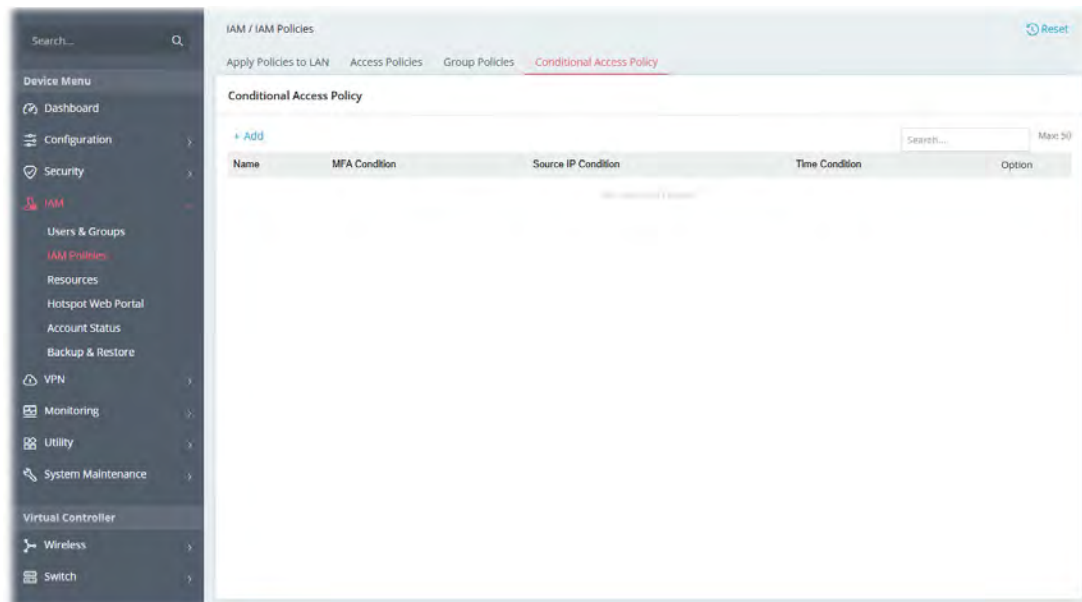 Search...
Device Menu
Dashboard
Configuration
Security
IAM
Users & Groups
IAM Policies
Resources
Hotspot Web Portal
Account Status
Backup & Restore
VPN
Monitoring
Utility
System Maintenance
Virtual Controller
Wireless
Switch
IAM / IAM Policies
Reset
Apply Policies to LAN Access Policies Group Policies Conditional Access Policy
Conditional Access Policy
+ Add
Search...
Max: 50
Name MFA Condition Source IP Condition Time Condition Option